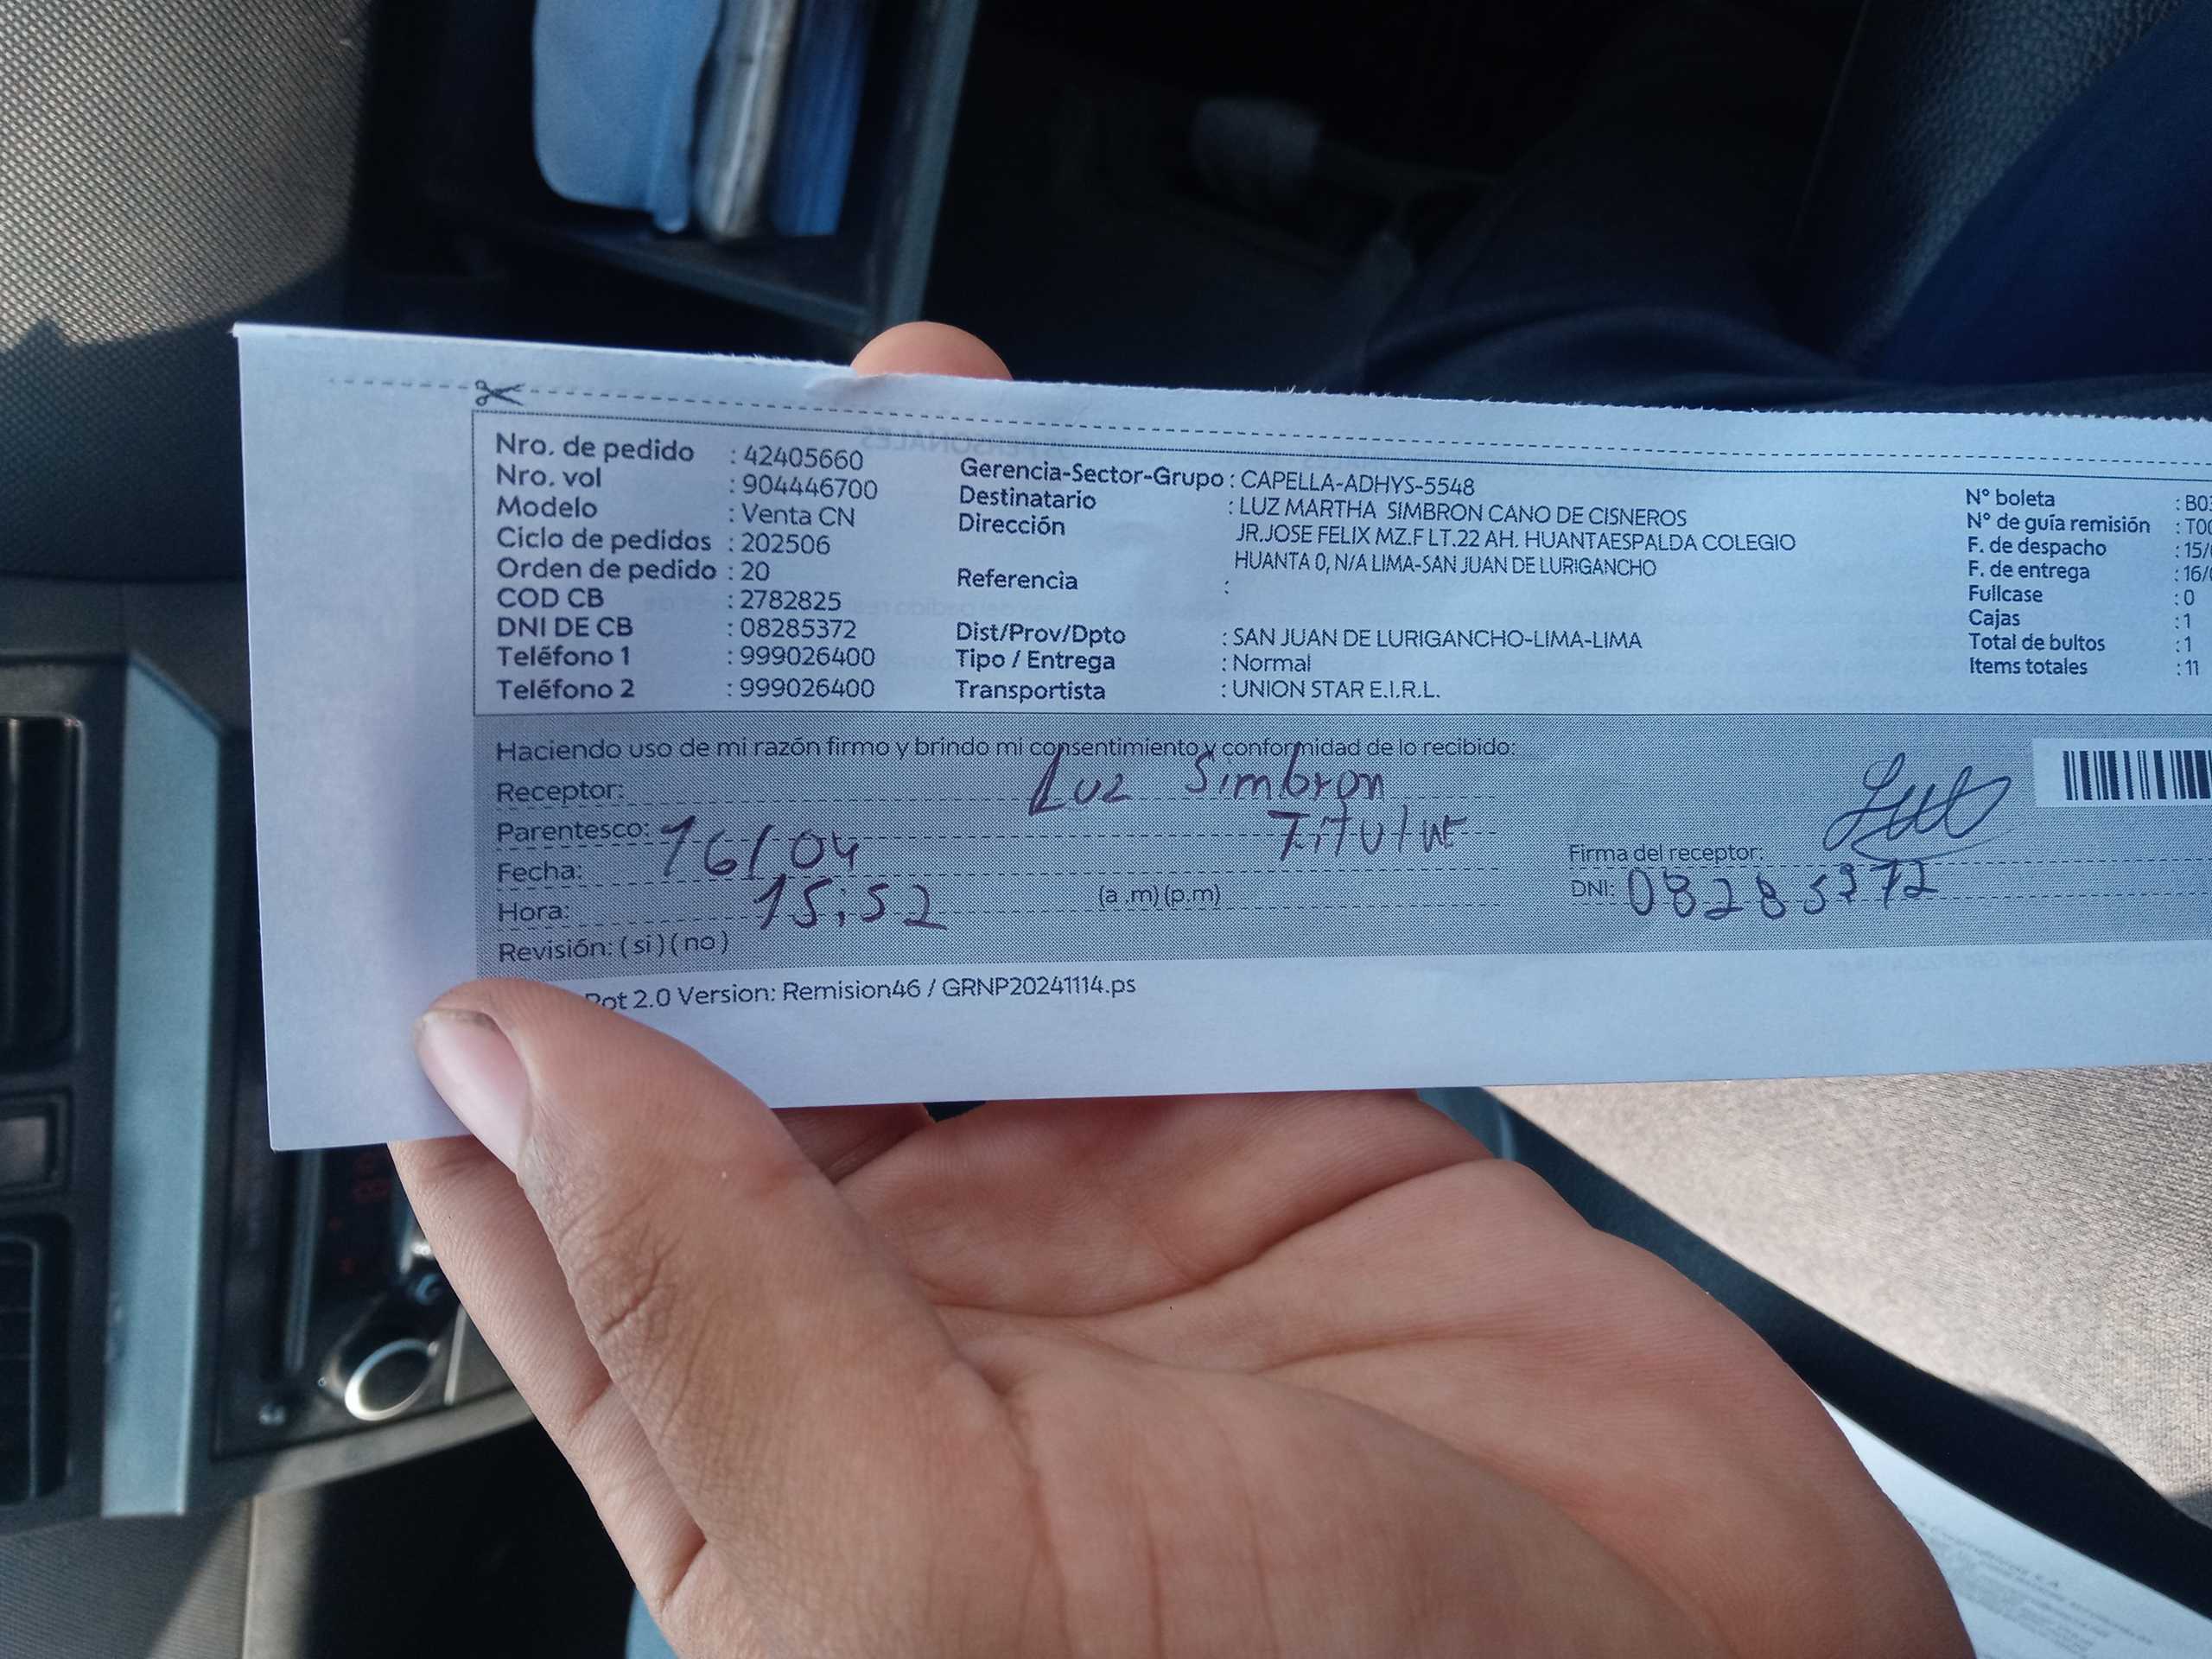 Nro. de pedido : 42405660
Nro. vol : 904446700
Modelo : Venta CN
Ciclo de pedidos : 202506
Orden de pedido : 20
COD CB : 2782825
DNI DE CB : 08285372
Teléfono 1 : 999026400
Teléfono 2 : 999026400
Gerencia-Sector-Grupo : CAPELLA-ADHYS-5548
Destinatario : LUZ MARTHA SIMBRON CANO DE CISNEROS
Dirección JR.JOSE FELIX MZ.F LT.22 AH. HUANTAESPALDA COLEGIO
HUANTA 0, N/A LIMA-SAN JUAN DE LURIGANCHO
Referencia :
Dist/Prov/Dpto : SAN JUAN DE LURIGANCHO-LIMA-LIMA
Tipo / Entrega : Normal
Transportista : UNION STAR E.I.R.L.
N° boleta
N° de guía remisión
F. de despacho : 15/
F. de entrega : 16/
Fullcase : 0
Cajas : 1
Total de bultos : 1
Items totales : 11
Haciendo uso de mi razón firmo y brindo mi consentimiento y conformidad de lo recibido:
Receptor: Luz Simbron
Parentesco: Titular
Fecha: 16/04
Hora: 15:52 (a .m) (p.m)
Revisión: ( si ) ( no )
Firma del receptor:
DNI: 08285372
2.0 Version: Remision46 / GRNP20241114.ps